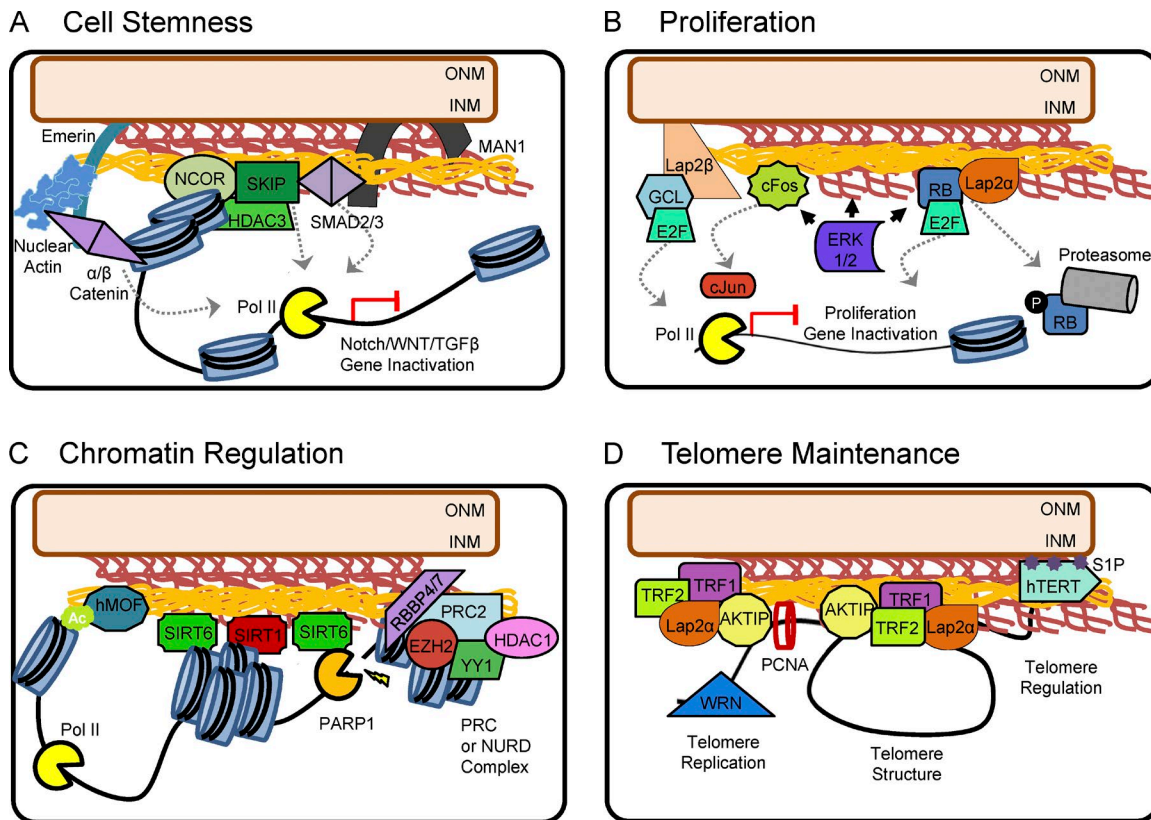 A Cell Stemness
ONM
INM
Emerin
MAN1
NCOR
SKIP
HDAC3
SMAD2/3
Nuclear
Actin
α/β
Catenin
Pol II
Notch/WNT/TGFβ
Gene Inactivation
B Proliferation
ONM
INM
Lap2β
GCL
E2F
cFos
RB
Lap2α
E2F
ERK
1/2
cJun
Proteasome
P
RB
Pol II
Proliferation
Gene Inactivation
C Chromatin Regulation
ONM
INM
hMOF
Ac
SIRT6
SIRT1
SIRT6
RBBP4/7
PRC2
EZH2
HDAC1
YY1
PARP1
Pol II
PRC
or NURD
Complex
D Telomere Maintenance
ONM
INM
S1P
hTERT
TRF2
TRF1
Lap2α
AKTIP
PCNA
AKTIP
TRF1
TRF2
Lap2α
WRN
Telomere
Replication
Telomere
Structure
Telomere
Regulation